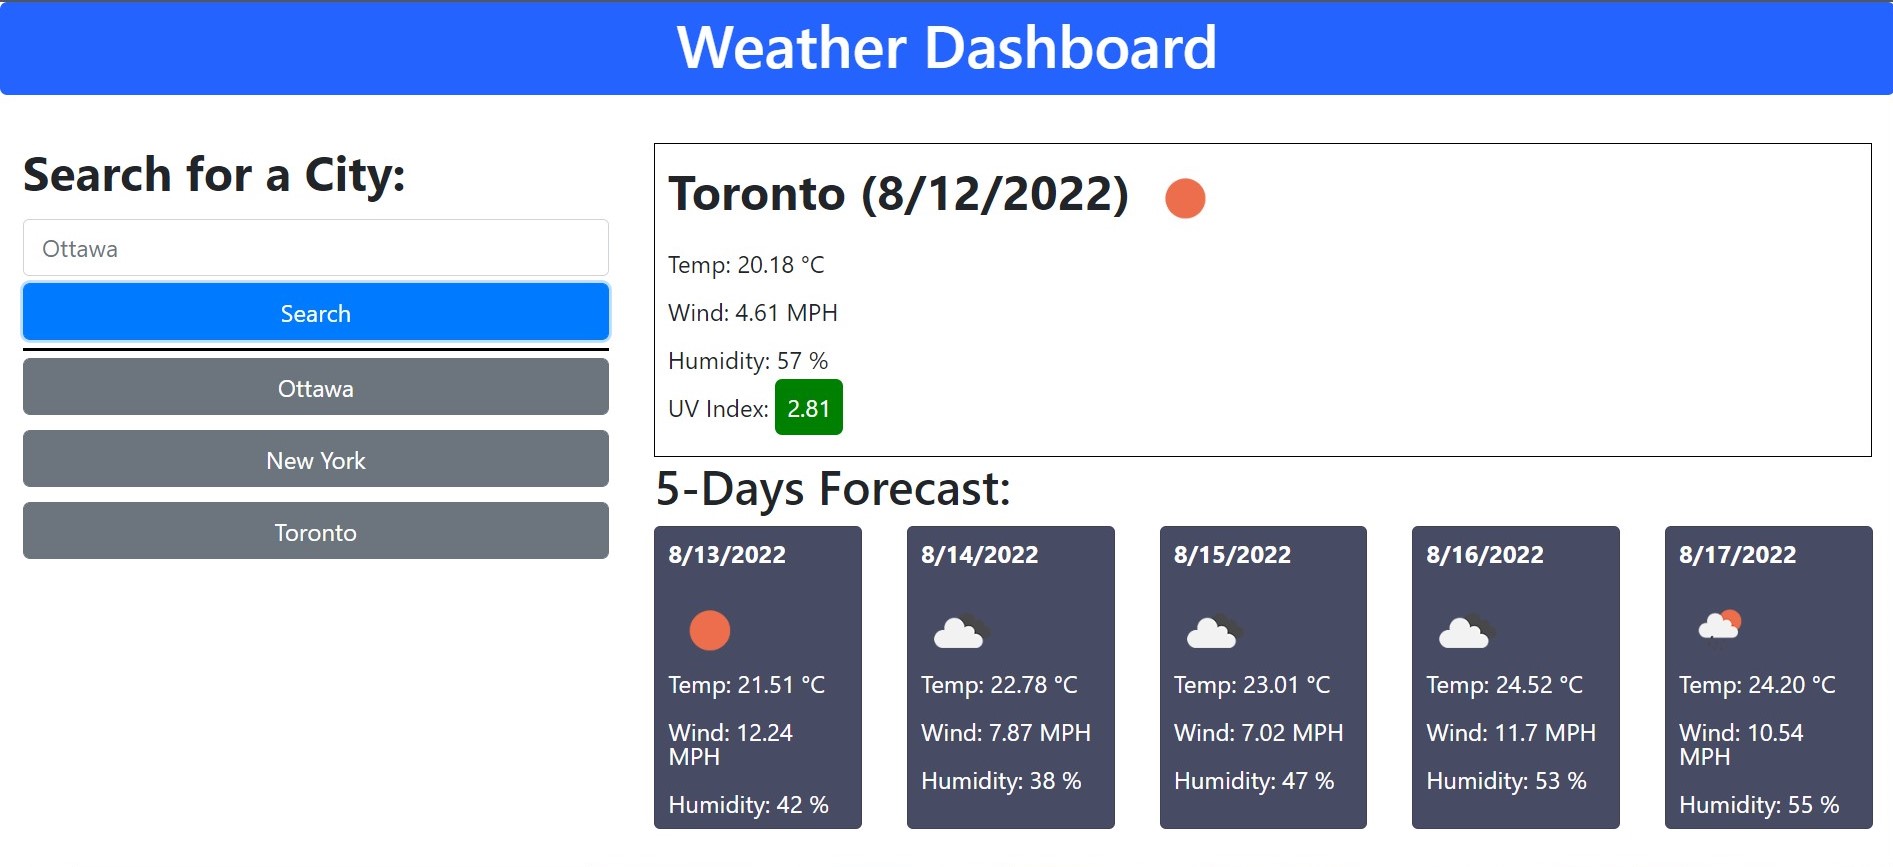 Weather Dashboard
Search for a City:
Ottawa
Search
Ottawa
New York
Toronto
Toronto (8/12/2022)
Temp: 20.18 °C
Wind: 4.61 MPH
Humidity: 57 %
UV Index: 2.81
5-Days Forecast:
8/13/2022
Temp: 21.51 °C
Wind: 12.24
MPH
Humidity: 42 %
8/14/2022
Temp: 22.78 °C
Wind: 7.87 MPH
Humidity: 38 %
8/15/2022
Temp: 23.01 °C
Wind: 7.02 MPH
Humidity: 47 %
8/16/2022
Temp: 24.52 °C
Wind: 11.7 MPH
Humidity: 53 %
8/17/2022
Temp: 24.20 °C
Wind: 10.54
MPH
Humidity: 55 %